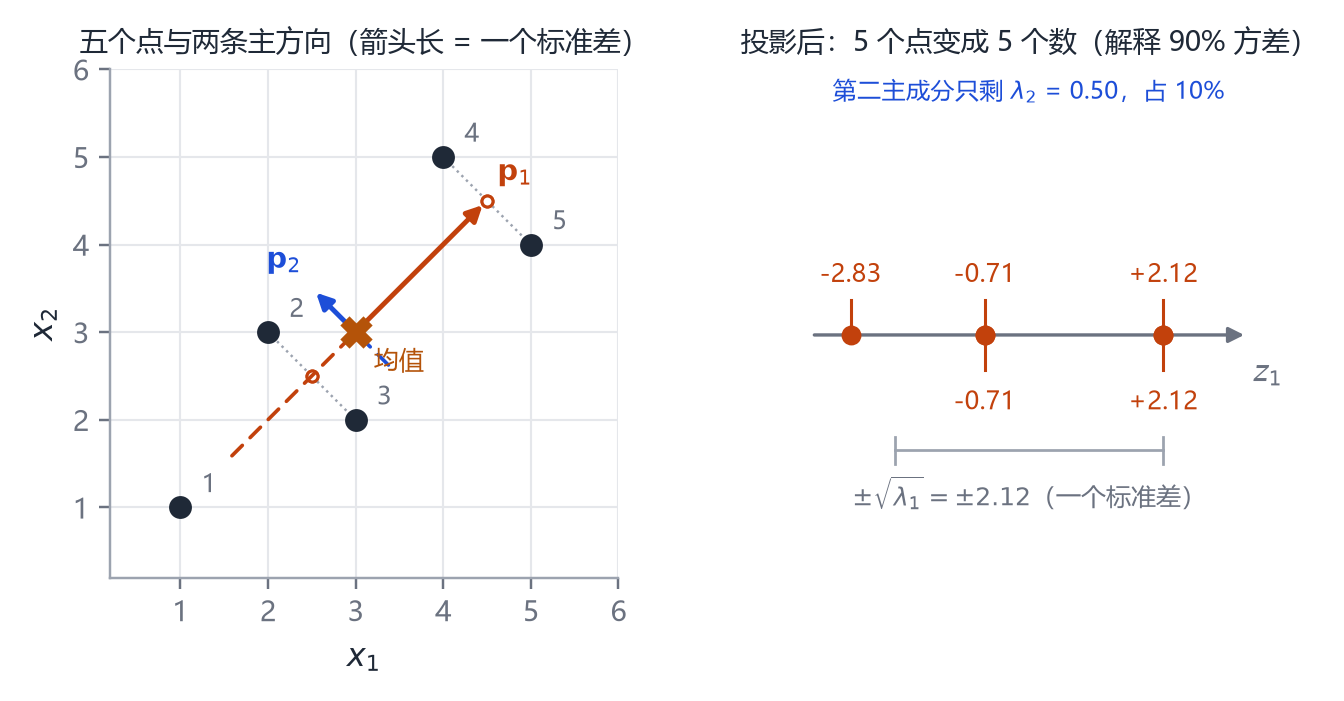 五个点与两条主方向（箭头长 = 一个标准差）
6
5
4
3
2
1
1
2
3
4
5
6
x₂
x₁
4
p₁
5
p₂
2
均值
3
1
投影后：5 个点变成 5 个数（解释 90% 方差）
第二主成分只剩 λ₂ = 0.50，占 10%
-2.83
-0.71
+2.12
z₁
-0.71
+2.12
±√λ₁ = ±2.12（一个标准差）